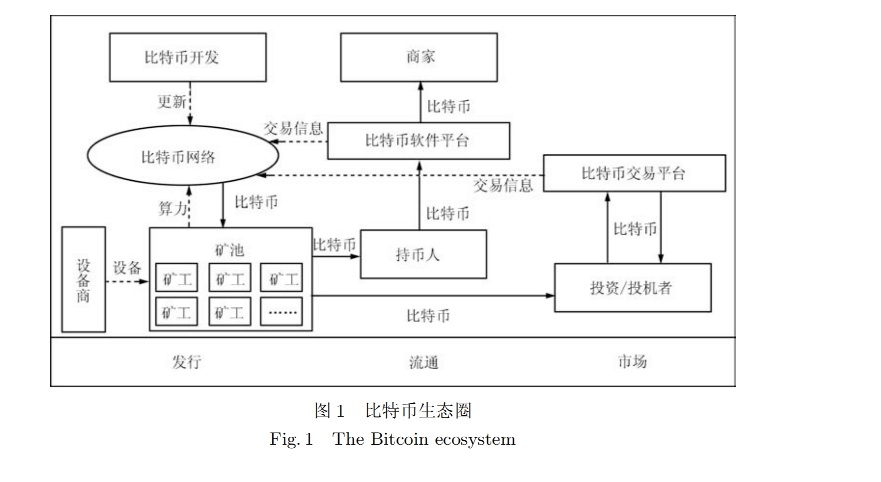 比特币开发
商家
更新
比特币
交易信息
比特币软件平台
比特币网络
比特币交易平台
交易信息
算力
比特币
比特币
比特币
矿池
比特币
持币人
设备商
设备
矿工 矿工 矿工
投资/投机者
矿工 矿工 ……
比特币
发行 流通 市场
图 1 比特币生态圈
Fig. 1 The Bitcoin ecosystem